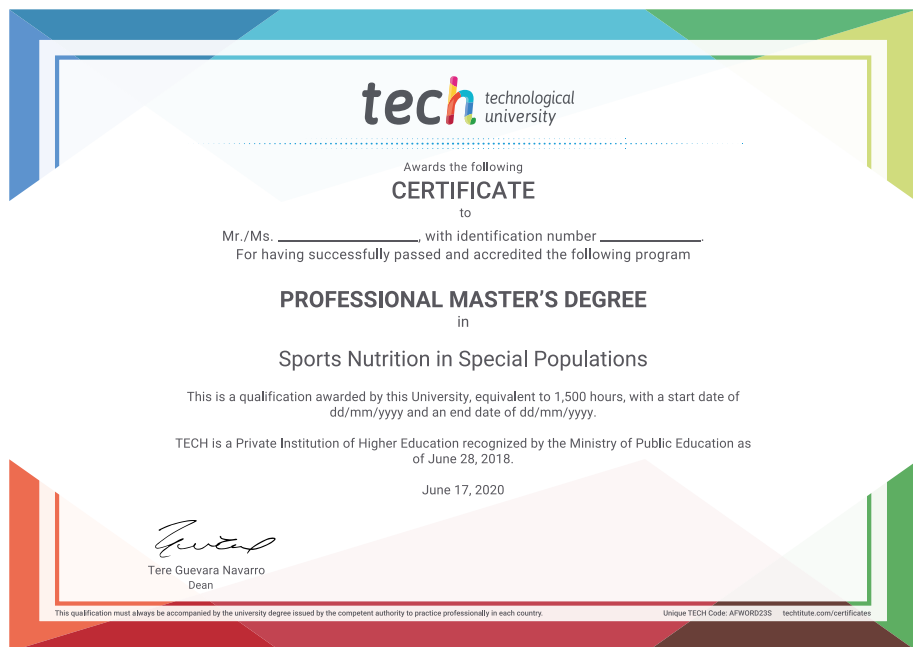 tech technological
university
Awards the following
CERTIFICATE
to
Mr./Ms. ____________________, with identification number ______________.
For having successfully passed and accredited the following program
PROFESSIONAL MASTER'S DEGREE
in
Sports Nutrition in Special Populations
This is a qualification awarded by this University, equivalent to 1,500 hours, with a start date of
dd/mm/yyyy and an end date of dd/mm/yyyy.
TECH is a Private Institution of Higher Education recognized by the Ministry of Public Education as
of June 28, 2018.
June 17, 2020
Tere Guevara Navarro
Dean
This qualification must always be accompanied by the university degree issued by the competent authority to practice professionally in each country. Unique TECH Code: AFWORD23S techtitute.com/certificates